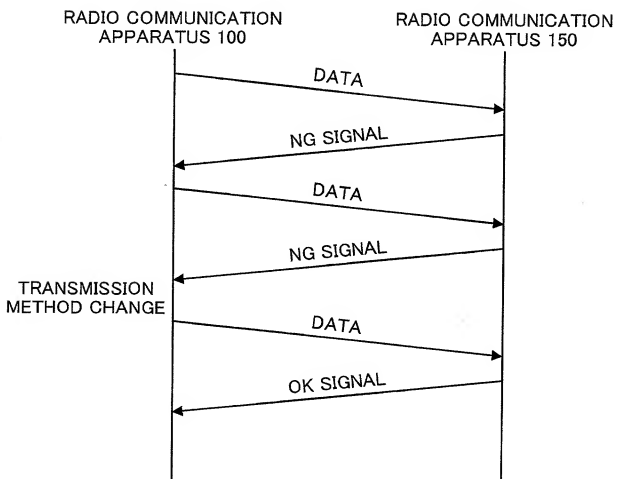 RADIO COMMUNICATION
APPARATUS 100
RADIO COMMUNICATION
APPARATUS 150
DATA
NG SIGNAL
DATA
NG SIGNAL
TRANSMISSION
METHOD CHANGE
DATA
OK SIGNAL